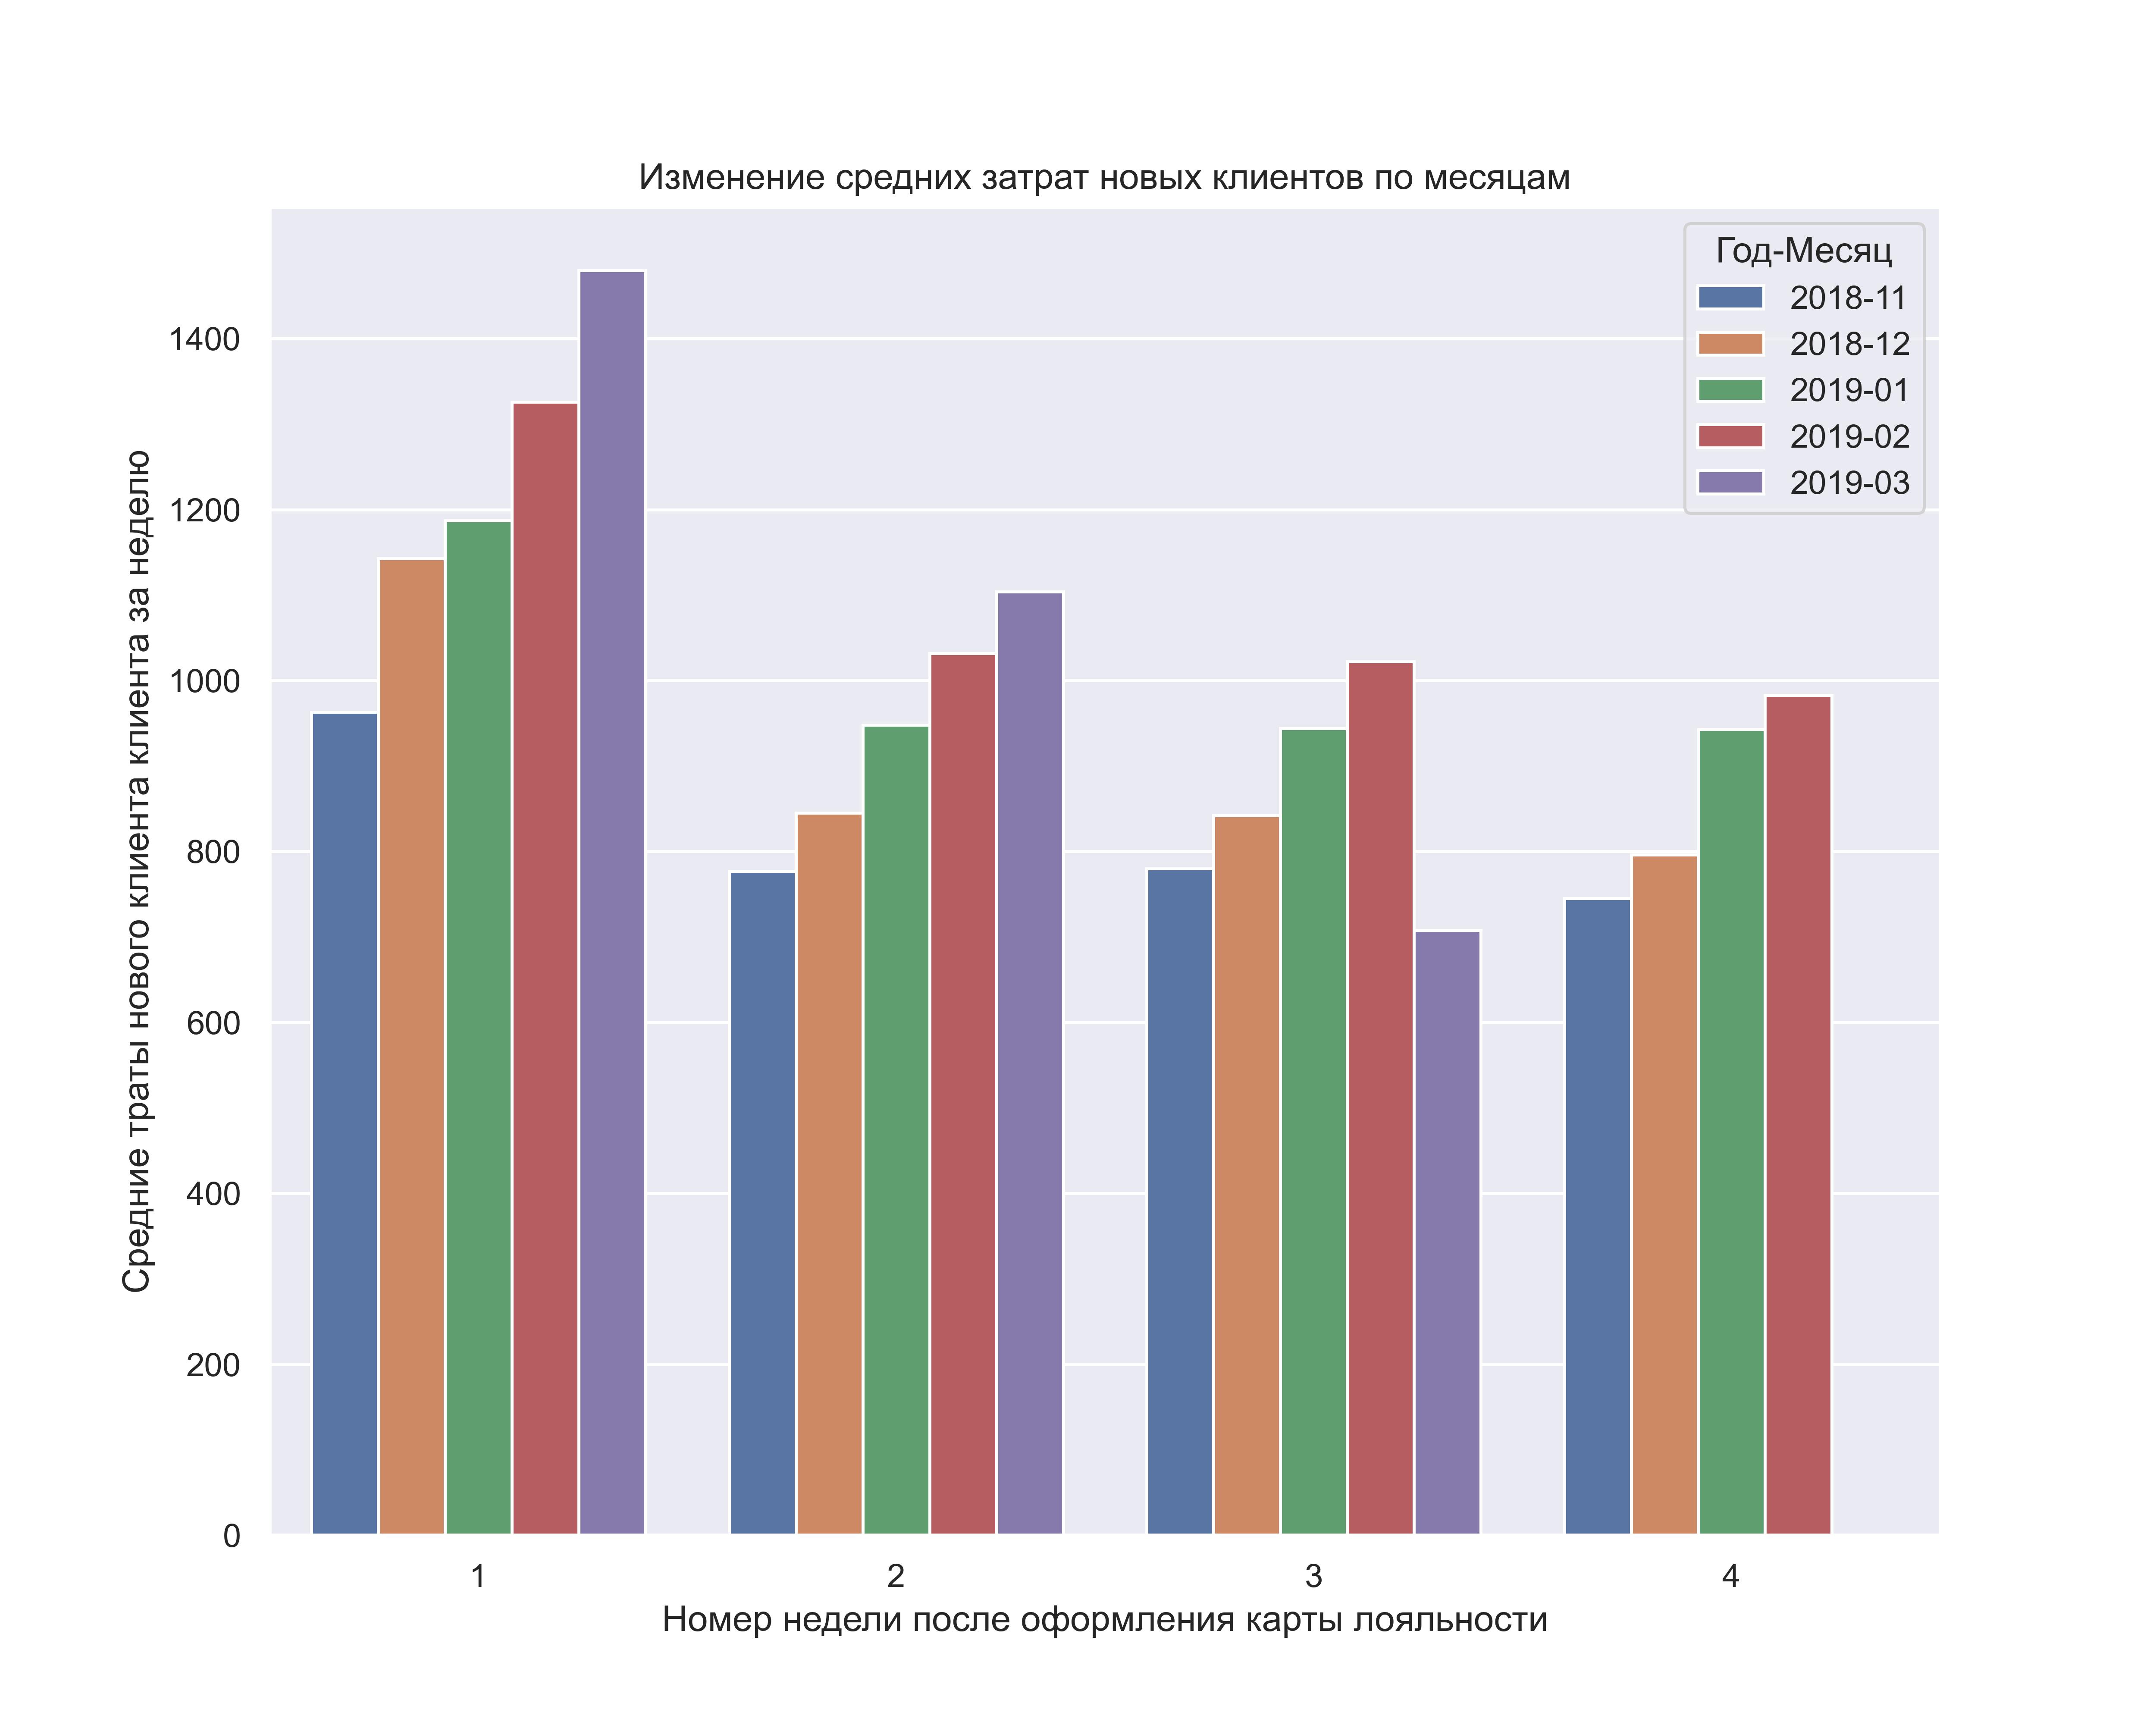 Изменение средних затрат новых клиентов по месяцам
Год-Месяц
2018-11
2018-12
2019-01
2019-02
2019-03
Средние траты нового клиента клиента за неделю
1400
1200
1000
800
600
400
200
0
1 2 3 4
Номер недели после оформления карты лояльности